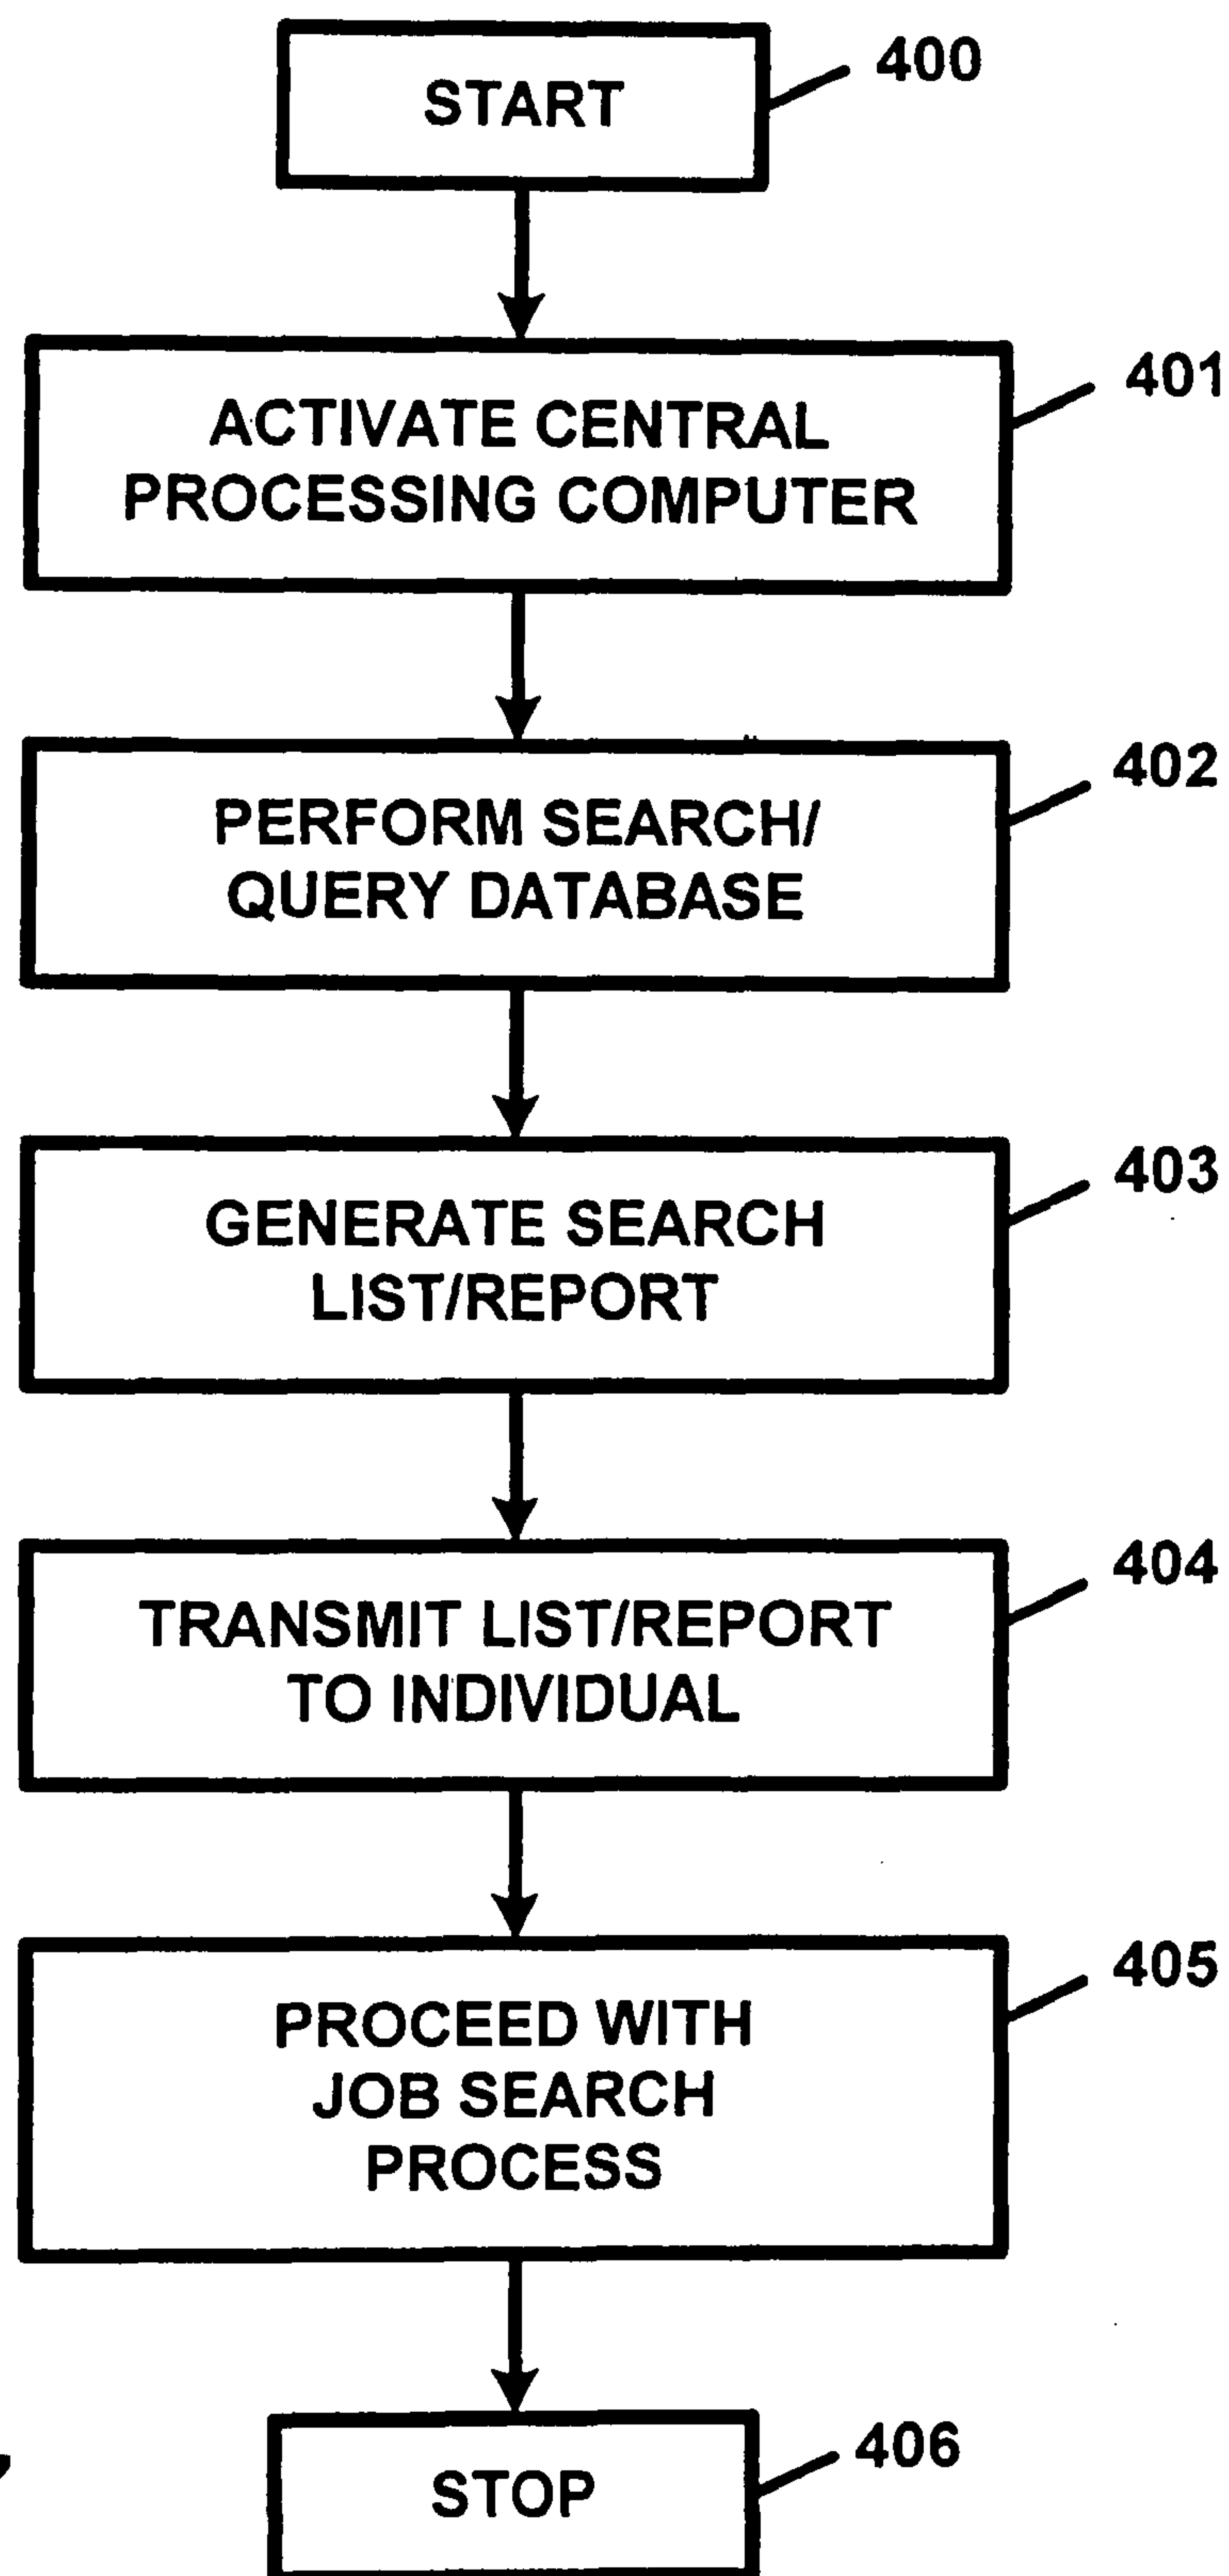 START
400
ACTIVATE CENTRAL
PROCESSING COMPUTER
401
PERFORM SEARCH/
QUERY DATABASE
402
GENERATE SEARCH
LIST/REPORT
403
TRANSMIT LIST/REPORT
TO INDIVIDUAL
404
PROCEED WITH
JOB SEARCH
PROCESS
405
STOP
406